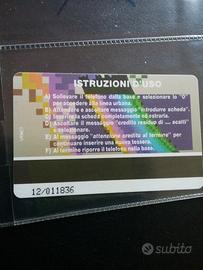 ISTRUZIONI D'USO
A) Sollevare il telefono dalla base e selezionare lo "0"
per accedere alla linea urbana.
B) Attendere e ascoltare messaggio "introdurre scheda".
C) Inserire la scheda completamente ed estrarla.
D) Ascoltare il messaggio "credito residuo di .... scatti"
e selezionare.
E) Al messaggio "attenzione credito al termine" per
continuare inserire una nuova tessera.
F) Al termine riporre il telefono nella base.
12/011836
subito